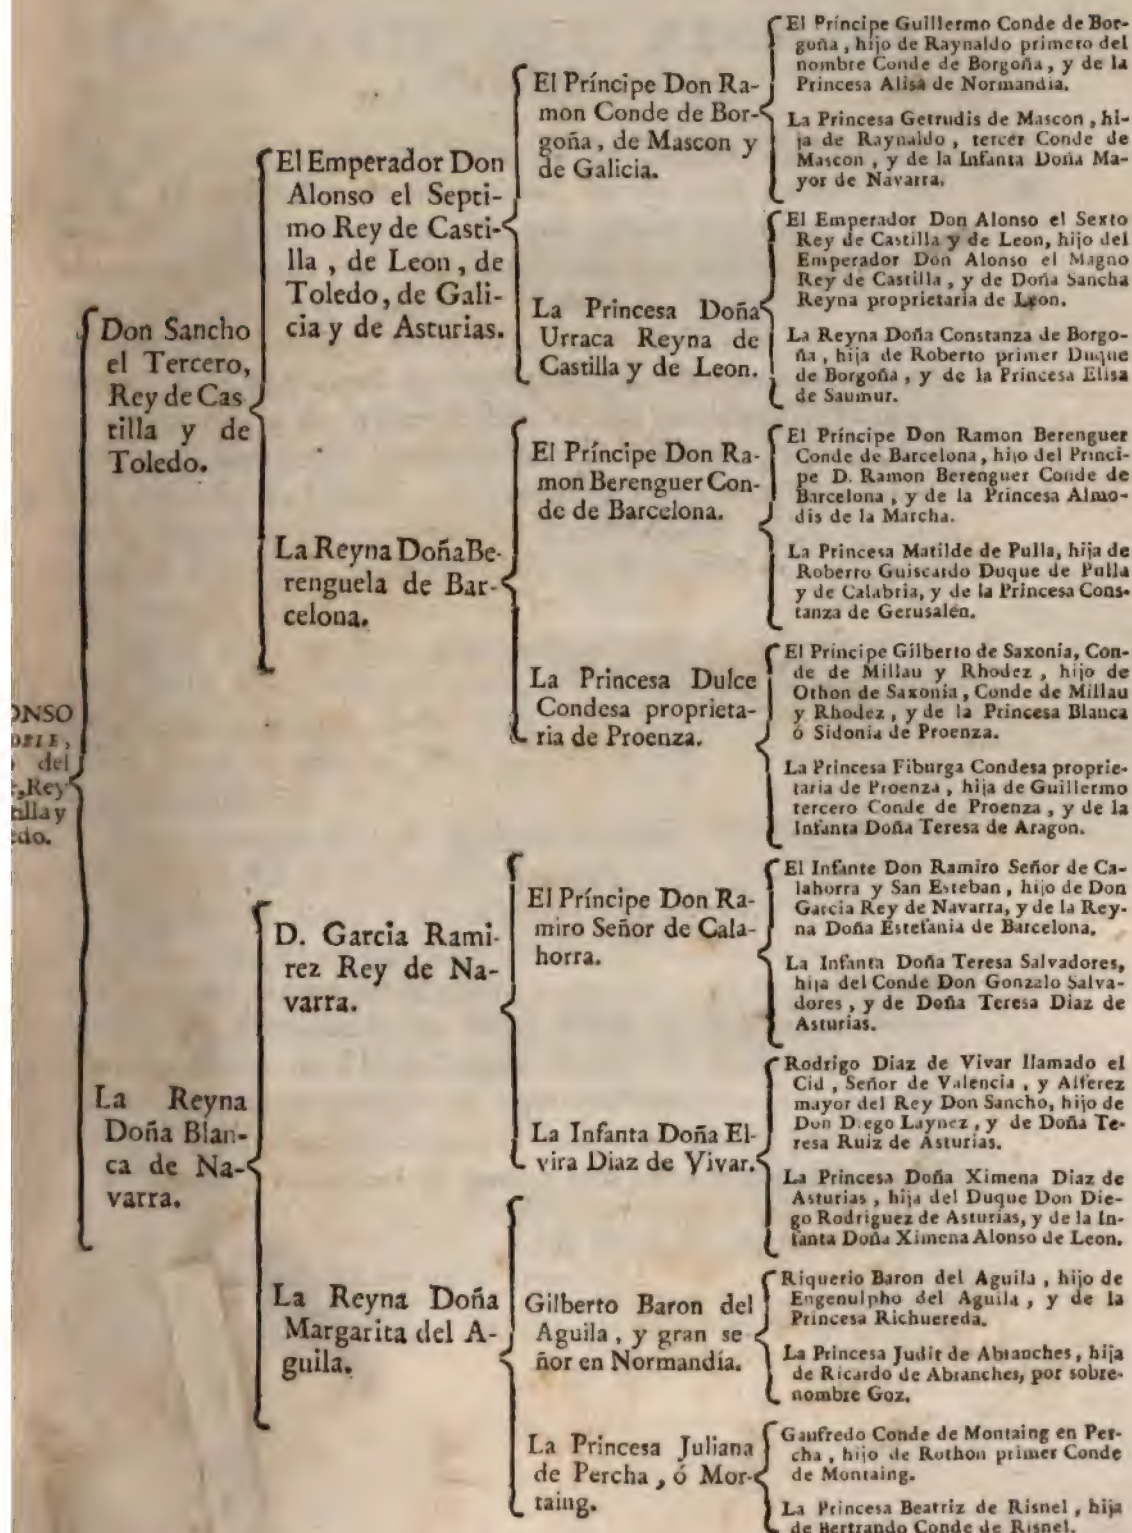 ONSO
OBLE,
del
Rey
tilla y
edo.
Don Sancho
el Tercero,
Rey de Cas
tilla y de
Toledo.
La Reyna
Doña Blan-
ca de Na-
varra.
El Emperador Don
Alonso el Septi-
mo Rey de Casti-
lla , de Leon , de
Toledo, de Gali-
cia y de Asturias.
La Reyna Doña Be-
renguela de Bar-
celona.
D. Garcia Rami-
rez Rey de Na-
varra.
La Reyna Doña
Margarita del A-
guila.
El Príncipe Don Ra-
mon Conde de Bor-
goña , de Mascon y
de Galicia.
La Princesa Doña
Urraca Reyna de
Castilla y de Leon.
El Príncipe Don Ra-
mon Berenguer Con-
de de Barcelona.
La Princesa Dulce
Condesa proprieta-
ria de Proenza.
El Príncipe Don Ra-
miro Señor de Cala-
horra.
La Infanta Doña El-
vira Diaz de Vivar.
Gilberto Baron del
Aguila , y gran se
ñor en Normandía.
La Princesa Juliana
de Percha , ó Mor-
taing.
El Príncipe Guillermo Conde de Bor-
goña , hijo de Raynaldo primero del
nombre Conde de Borgoña, y de la
Princesa Alisa de Normandia.
La Princesa Getrudis de Mascon , hi-
ja de Raynaldo , tercer Conde de
Mascon , y de la Infanta Doña Ma-
yor de Navarra.
El Emperador Don Alonso el Sexto
Rey de Castilla y de Leon, hijo del
Emperador Don Alonso el Magno
Rey de Castilla , y de Doña Sancha
Reyna proprietaria de Leon.
La Reyna Doña Constanza de Borgo-
ña , hija de Roberto primer Duque
de Borgoña , y de la Princesa Elisa
de Saumur.
El Príncipe Don Ramon Berenguer
Conde de Barcelona, hijo del Princi-
pe D. Ramon Berenguer Conde de
Barcelona , y de la Princesa Almo-
dis de la Marcha.
La Princesa Matilde de Pulla, hija de
Roberto Guiscardo Duque de Pulla
y de Calabria, y de la Princesa Cons-
tanza de Gerusalén.
El Principe Gilberto de Saxonia, Con-
de de Millau y Rhodez , hijo de
Othon de Saxonia , Conde de Millau
y Rhodez , y de la Princesa Blanca
ó Sidonia de Proenza.
La Princesa Fiburga Condesa proprie-
taria de Proenza , hija de Guillermo
tercero Conde de Proenza , y de la
Infanta Doña Teresa de Aragon.
El Infante Don Ramiro Señor de Ca-
lahorra y San Esteban , hijo de Don
Garcia Rey de Navarra, y de la Rey-
na Doña Estefania de Barcelona.
La Infanta Doña Teresa Salvadores,
hija del Conde Don Gonzalo Salva-
dores , y de Doña Teresa Diaz de
Asturias.
Rodrigo Diaz de Vivar llamado el
Cid , Señor de Valencia , y Alferez
mayor del Rey Don Sancho, hijo de
Don Diego Laynez , y de Doña Te-
resa Ruiz de Asturias.
La Princesa Doña Ximena Diaz de
Asturias , hija del Duque Don Die-
go Rodriguez de Asturias, y de la In-
fanta Doña Ximena Alonso de Leon.
Riquerio Baron del Aguila , hijo de
Engenulpho del Aguila , y de la
Princesa Richuereda.
La Princesa Judit de Abranches, hija
de Ricardo de Abranches, por sobre-
nombre Goz.
Gaufredo Conde de Montaing en Per-
cha , hijo de Rothon primer Conde
de Montaing.
La Princesa Beatriz de Risnel , hija
de Bertrando Conde de Risnel.